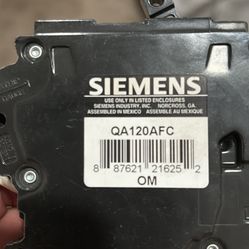 SIEMENS
USE ONLY IN LISTED ENCLOSURES
SIEMENS INDUSTRY, INC. NORCROSS, GA.
ASSEMBLED IN MEXICO ASSEMBLE AU MEXIQUE
QA120AFC
8 87621 21625 2
OM